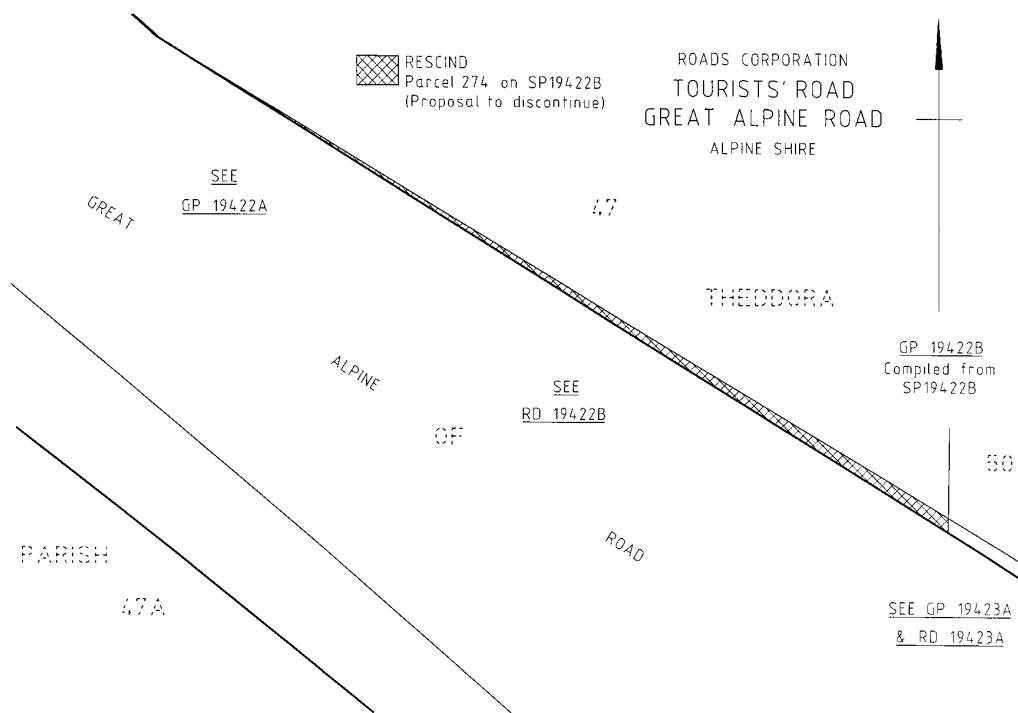 RESCIND
Parcel 274 on SP19422B
(Proposal to discontinue)
ROADS CORPORATION
TOURISTS' ROAD
GREAT ALPINE ROAD
ALPINE SHIRE
SEE
GP 19422A
GREAT
47
THEDDORA
GP 19422B
Compiled from
SP19422B
ALPINE
SEE
RD 19422B
OF
50
ROAD
PARISH
47A
SEE GP 19423A
& RD 19423A